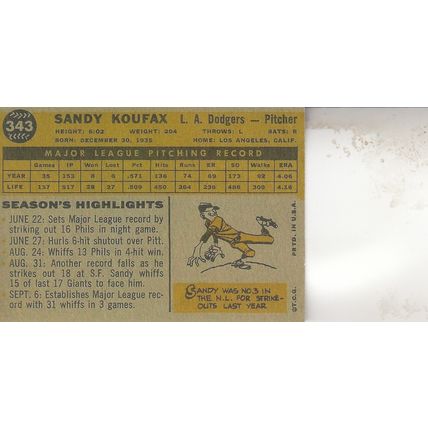 343
SANDY KOUFAX L. A. Dodgers — Pitcher
HEIGHT: 6:02 WEIGHT: 204 THROWS: L BATS: R
BORN: DECEMBER 30, 1935 HOME: LOS ANGELES, CALIF.
MAJOR LEAGUE PITCHING RECORD
Games IP Won Lost Pct. Hits Runs ER SO Walks ERA
YEAR 35 153 8 6 .571 136 74 69 173 92 4.06
LIFE 137 517 28 27 .509 450 264 236 486 300 4.16
SEASON'S HIGHLIGHTS
JUNE 22: Sets Major League record by
striking out 16 Phils in night game.
JUNE 27: Hurls 6-hit shutout over Pitt.
AUG. 24: Whiffs 13 Phils in 4-hit win.
AUG. 31: Another record falls as he
strikes out 18 at S.F. Sandy whiffs
15 of last 17 Giants to face him.
SEPT. 6: Establishes Major League rec-
ord with 31 whiffs in 3 games.
SANDY WAS NO.3 IN
THE N.L. FOR STRIKE-
OUTS LAST YEAR
©T.C.G. PRTD. IN U.S.A.